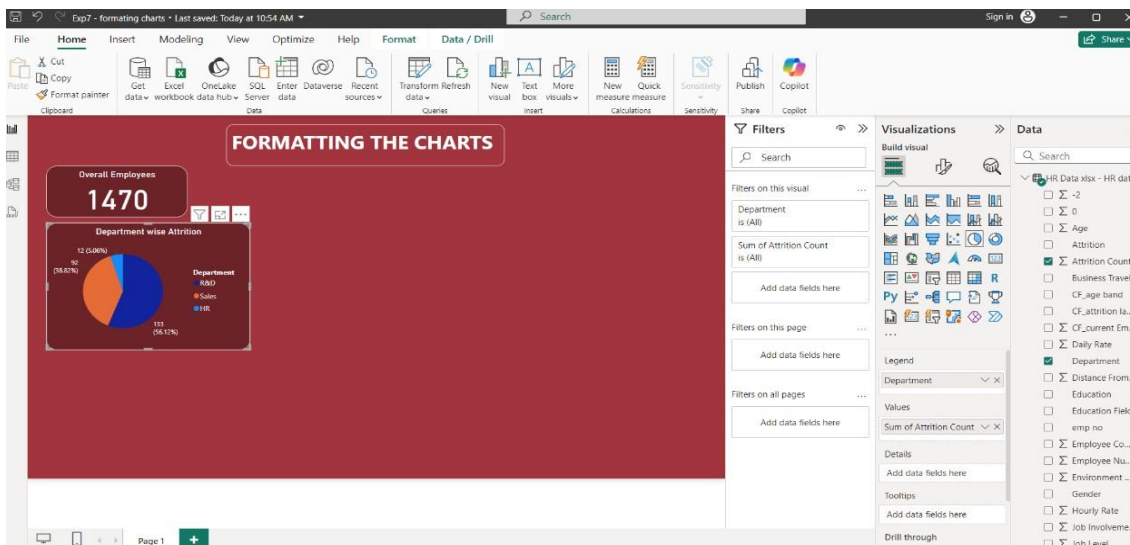 Exp7 - formating charts • Last saved: Today at 10:54 AM
Search
Sign in
File Home Insert Modeling View Optimize Help Format Data / Drill
Share
Paste
Cut
Copy
Format painter
Clipboard
Get data
Excel workbook
OneLake data hub
SQL Server
Enter data
Dataverse
Recent sources
Data
Transform data
Refresh
Queries
New visual
Text box
More visuals
Insert
New measure
Quick measure
Calculations
Sensitivity
Sensitivity
Publish
Share
Copilot
Copilot
FORMATTING THE CHARTS
Overall Employees
1470
Department wise Attrition
12 (5.06%)
92
(38.82%)
133
(56.12%)
Department
R&D
Sales
HR
Filters
Search
Filters on this visual
Department
is (All)
Sum of Attrition Count
is (All)
Add data fields here
Filters on this page
Add data fields here
Filters on all pages
Add data fields here
Visualizations
Build visual
123
R
Py
Legend
Department
Values
Sum of Attrition Count
Details
Add data fields here
Tooltips
Add data fields here
Drill through
Data
Search
HR Data xlsx - HR dat
Σ -2
Σ 0
Σ Age
Attrition
Σ Attrition Count
Business Travel
CF_age band
CF_attrition la...
Σ CF_current Em...
Σ Daily Rate
Department
Σ Distance From...
Education
Education Field
emp no
Σ Employee Co...
Σ Employee Nu...
Σ Environment ...
Gender
Σ Hourly Rate
Σ Job Involveme...
Σ Job Level
Page 1